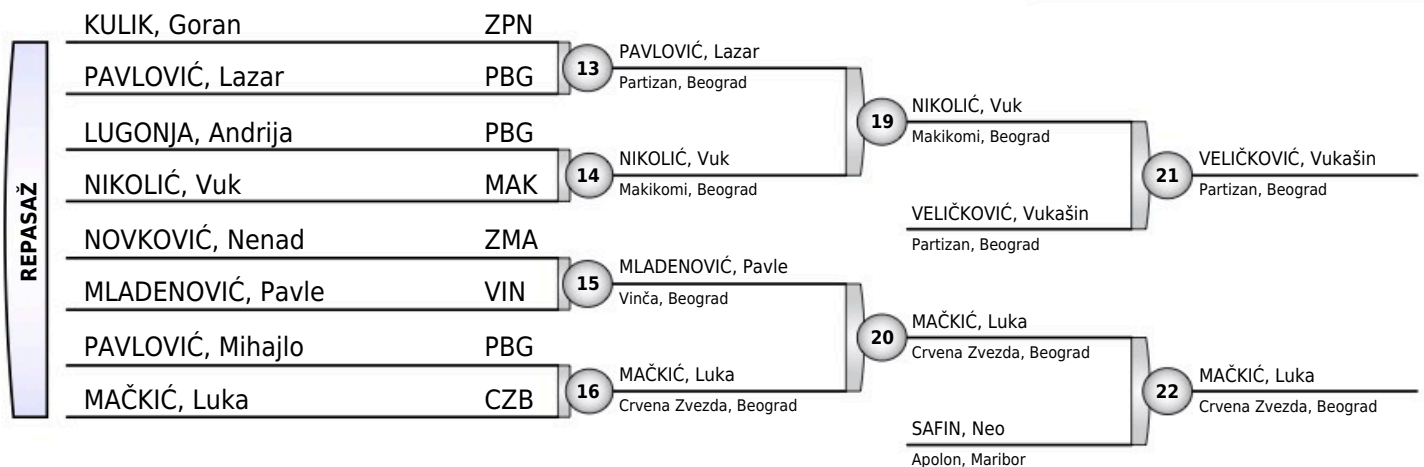 REPASAŽ
KULIK, Goran ZPN
PAVLOVIĆ, Lazar PBG
LUGONJA, Andrija PBG
NIKOLIĆ, Vuk MAK
NOVKOVIĆ, Nenad ZMA
MLADENOVIĆ, Pavle VIN
PAVLOVIĆ, Mihajlo PBG
MAČKIĆ, Luka CZB
13
PAVLOVIĆ, Lazar
Partizan, Beograd
14
NIKOLIĆ, Vuk
Makikomi, Beograd
15
MLADENOVIĆ, Pavle
Vinča, Beograd
16
MAČKIĆ, Luka
Crvena Zvezda, Beograd
19
NIKOLIĆ, Vuk
Makikomi, Beograd
VELIČKOVIĆ, Vukašin
Partizan, Beograd
20
MAČKIĆ, Luka
Crvena Zvezda, Beograd
SAFIN, Neo
Apolon, Maribor
21
VELIČKOVIĆ, Vukašin
Partizan, Beograd
22
MAČKIĆ, Luka
Crvena Zvezda, Beograd